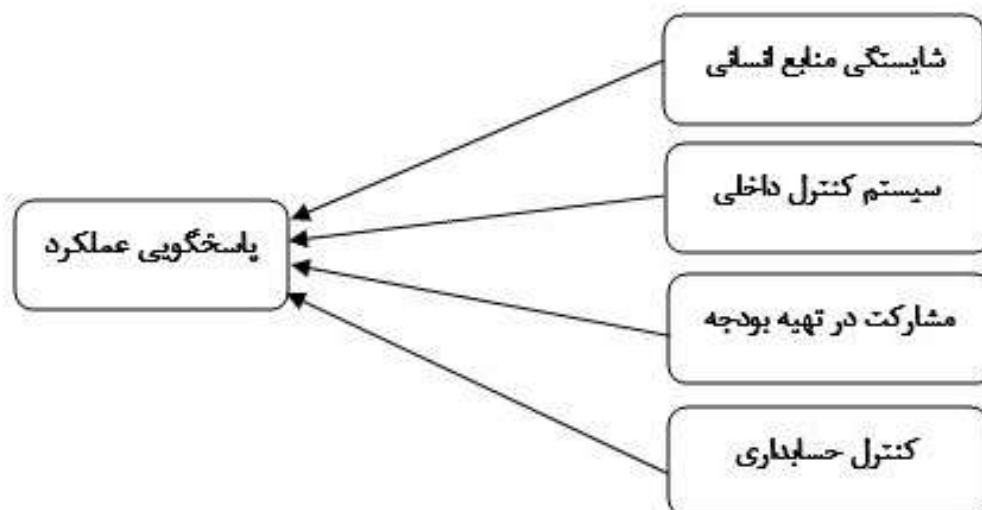 شایستگی منابع انسانی
سیستم کنترل داخلی
پاسخگویی عملکرد
مشارکت در تهیه بودجه
کنترل حسابداری